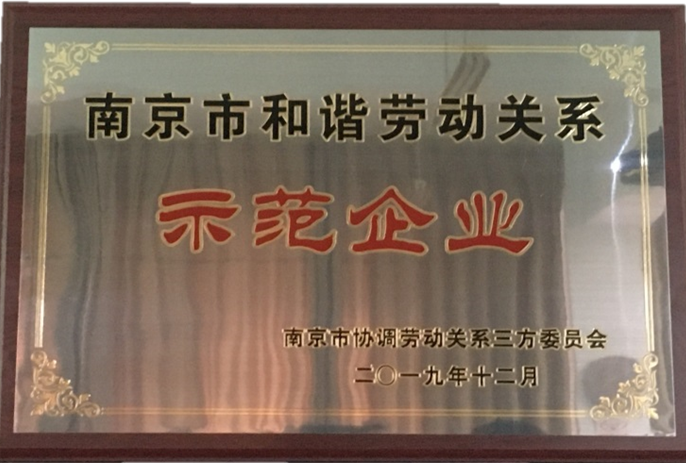 南京市和谐劳动关系
示范企业
南京市协调劳动关系三方委员会
二〇一九年十二月